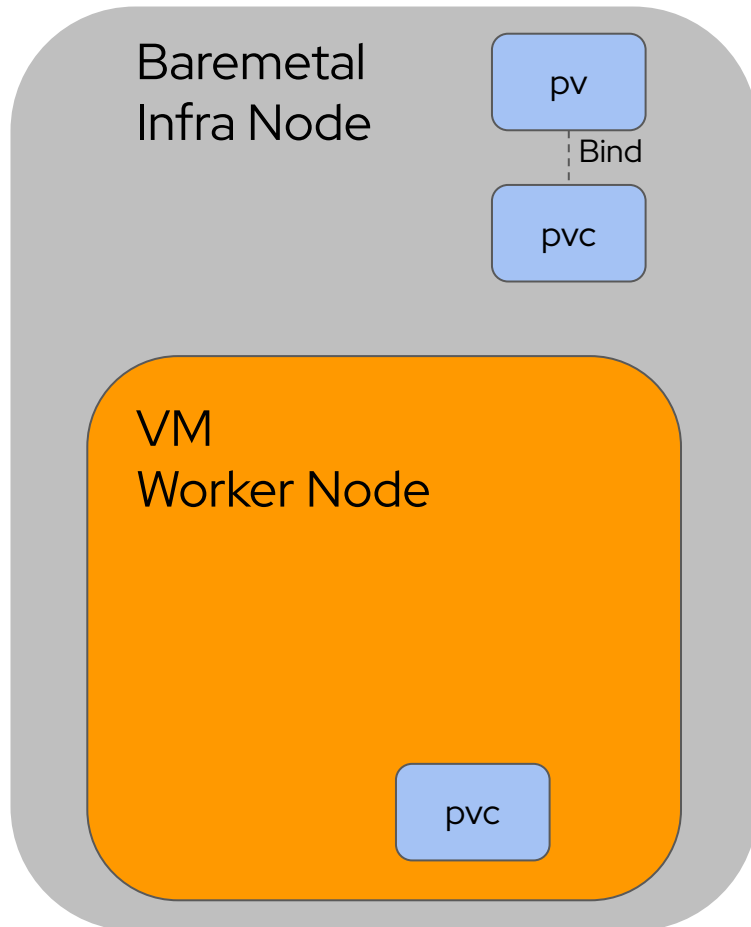 Baremetal
Infra Node
pv
Bind
pvc
VM
Worker Node
pvc